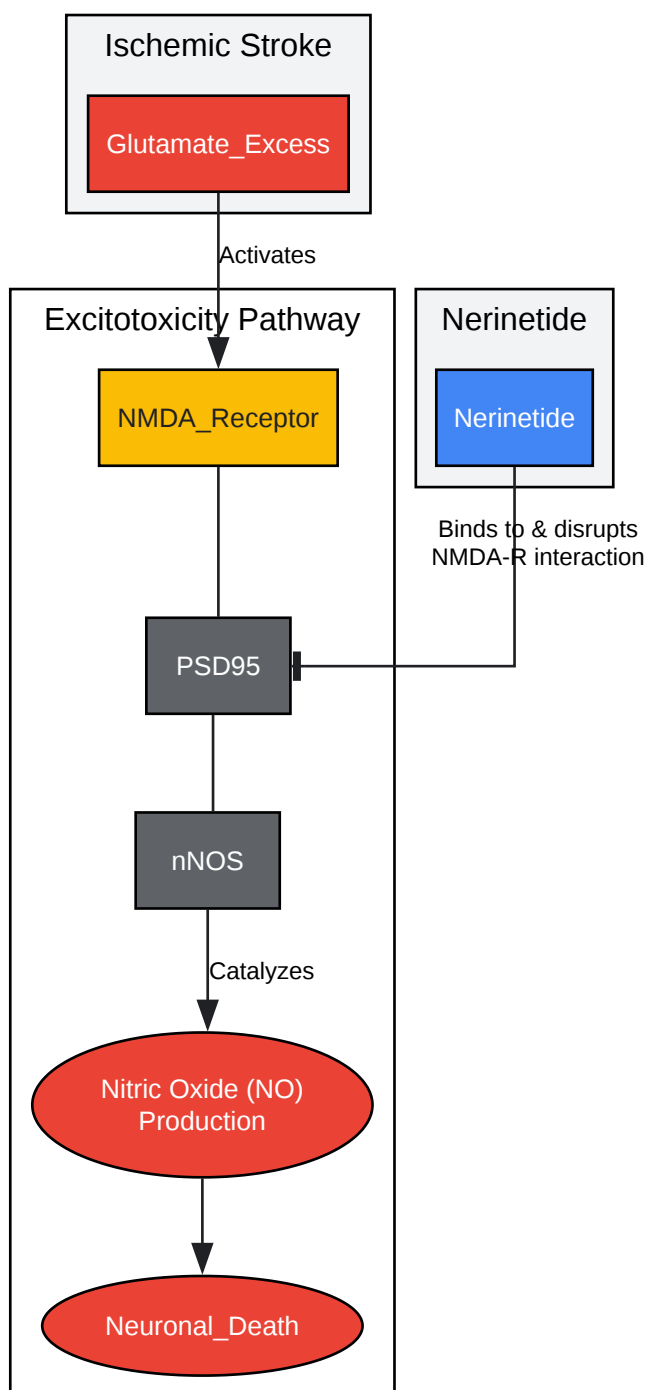 Ischemic Stroke
Glutamate_Excess
Activates
Excitotoxicity Pathway
NMDA_Receptor
Nerinetide
Nerinetide
Binds to & disrupts
NMDA-R interaction
PSD95
nNOS
Catalyzes
Nitric Oxide (NO)
Production
Neuronal_Death